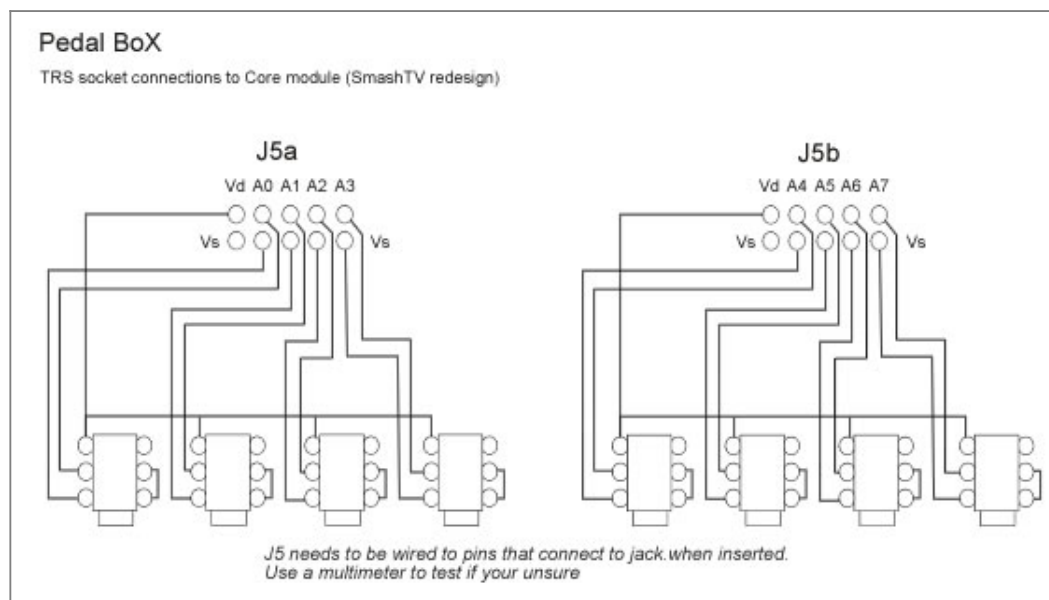 Pedal BoX
TRS socket connections to Core module (SmashTV redesign)
J5a
J5b
Vd A0 A1 A2 A3
Vd A4 A5 A6 A7
Vs
Vs
Vs
Vs
J5 needs to be wired to pins that connect to jack.when inserted.
Use a multimeter to test if your unsure